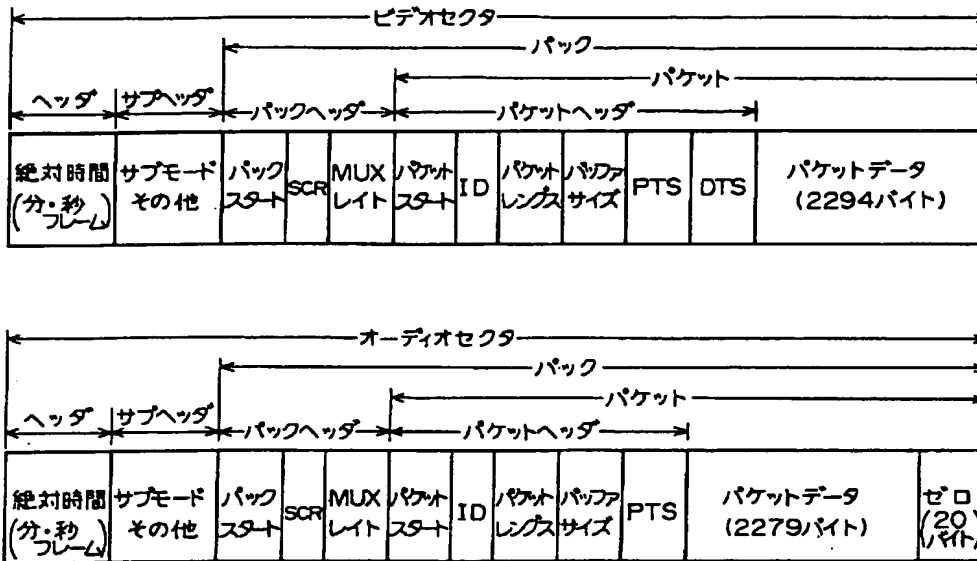 ビデオセクタ
パック
パケット
ヘッダ サブヘッダ パックヘッダ パケットヘッダ
絶対時間
(分・秒
フレーム)
サブモード
その他
パック
スタート
SCR
MUX
レイト
パケット
スタート
ID
パケット
レングス
バッファ
サイズ
PTS
DTS
パケットデータ
(2294バイト)
オーディオセクタ
パック
パケット
ヘッダ サブヘッダ パックヘッダ パケットヘッダ
絶対時間
(分・秒
フレーム)
サブモード
その他
パック
スタート
SCR
MUX
レイト
パケット
スタート
ID
パケット
レングス
バッファ
サイズ
PTS
パケットデータ
(2279バイト)
ゼロ
(20
バイト)